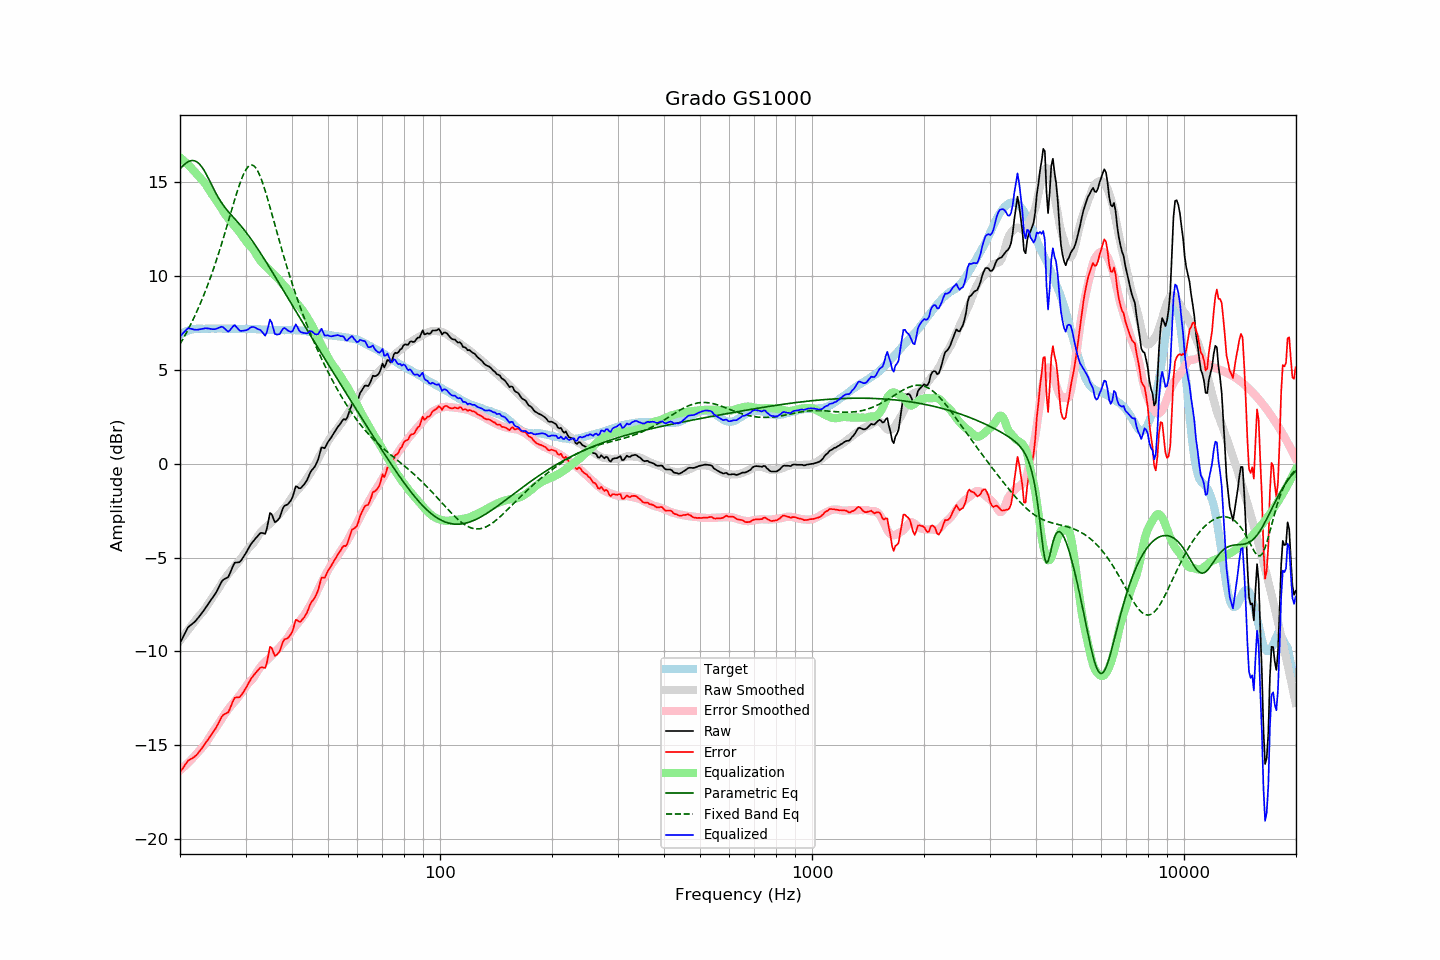 Grado GS1000
Amplitude (dBr)
15
10
5
0
−5
−10
−15
−20
Target
Raw Smoothed
Error Smoothed
Raw
Error
Equalization
Parametric Eq
Fixed Band Eq
Equalized
100
1000
10000
Frequency (Hz)